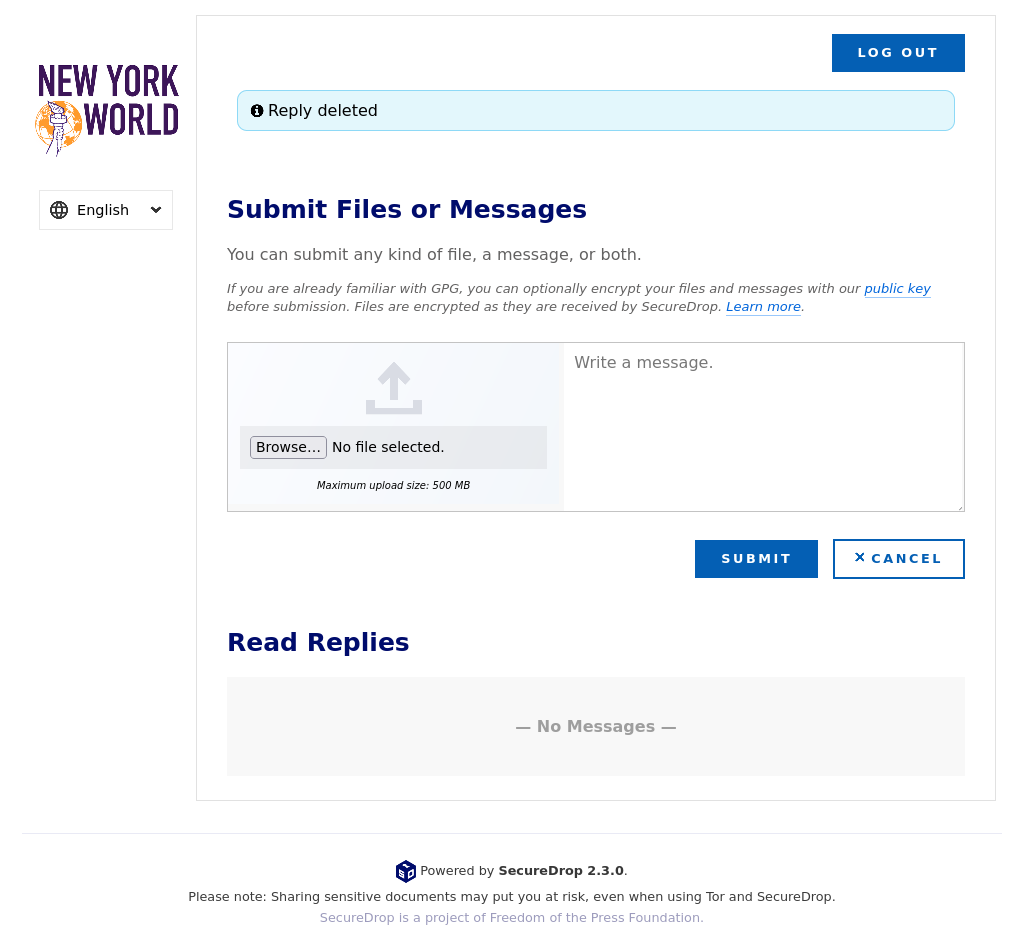 LOG OUT
NEW YORK
WORLD
Reply deleted
English
Submit Files or Messages
You can submit any kind of file, a message, or both.
If you are already familiar with GPG, you can optionally encrypt your files and messages with our public key
before submission. Files are encrypted as they are received by SecureDrop. Learn more.
Write a message.
Browse… No file selected.
Maximum upload size: 500 MB
SUBMIT
CANCEL
Read Replies
— No Messages —
Powered by SecureDrop 2.3.0.
Please note: Sharing sensitive documents may put you at risk, even when using Tor and SecureDrop.
SecureDrop is a project of Freedom of the Press Foundation.